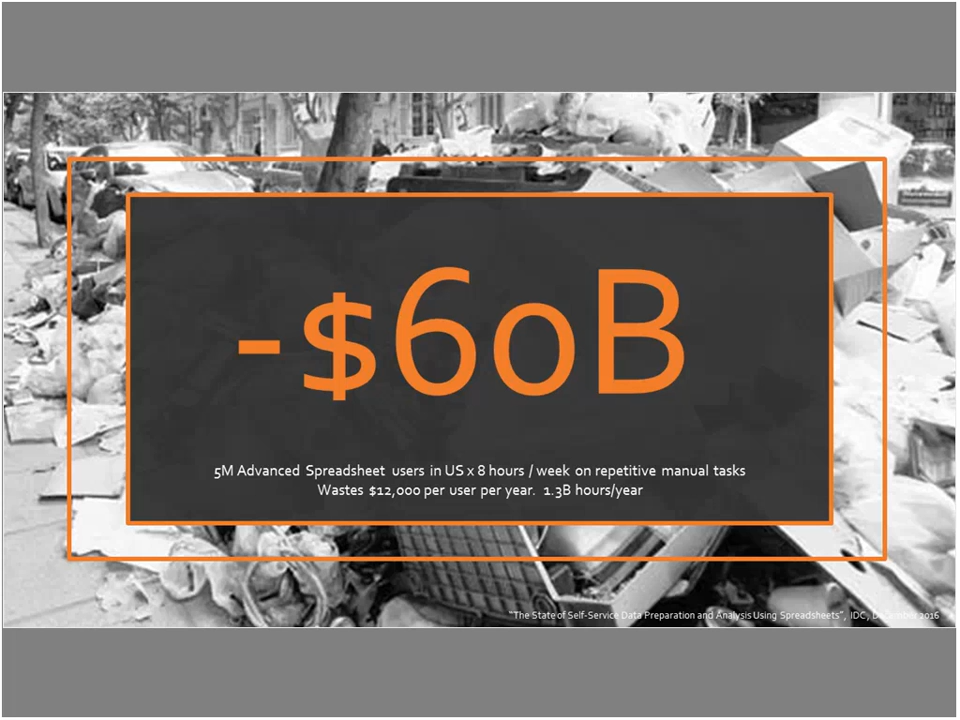 -$60B
5M Advanced Spreadsheet users in US x 8 hours / week on repetitive manual tasks
Wastes $12,000 per user per year. 1.3B hours/year
"The State of Self-Service Data Preparation and Analysis Using Spreadsheets", IDC, December 2016